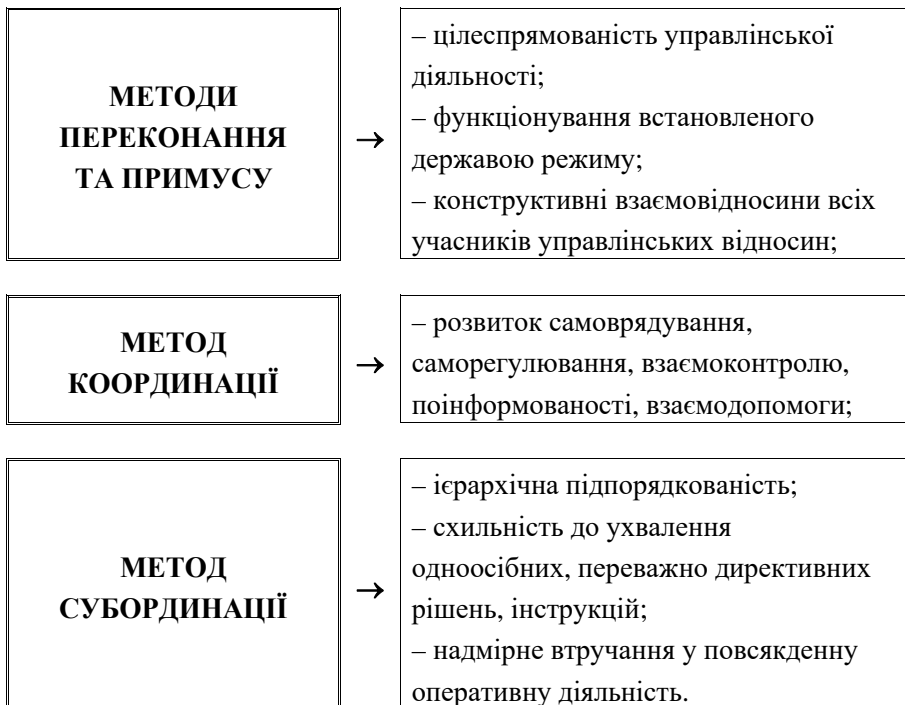 МЕТОДИ
ПЕРЕКОНАННЯ
ТА ПРИМУСУ
→
– цілеспрямованість управлінської
діяльності;
– функціонування встановленого
державою режиму;
– конструктивні взаємовідносини всіх
учасників управлінських відносин;
МЕТОД
КООРДИНАЦІЇ
→
– розвиток самоврядування,
саморегулювання, взаємоконтролю,
поінформованості, взаємодопомоги;
МЕТОД
СУБОРДИНАЦІЇ
→
– ієрархічна підпорядкованість;
– схильність до ухвалення
одноосібних, переважно директивних
рішень, інструкцій;
– надмірне втручання у повсякденну
оперативну діяльність.